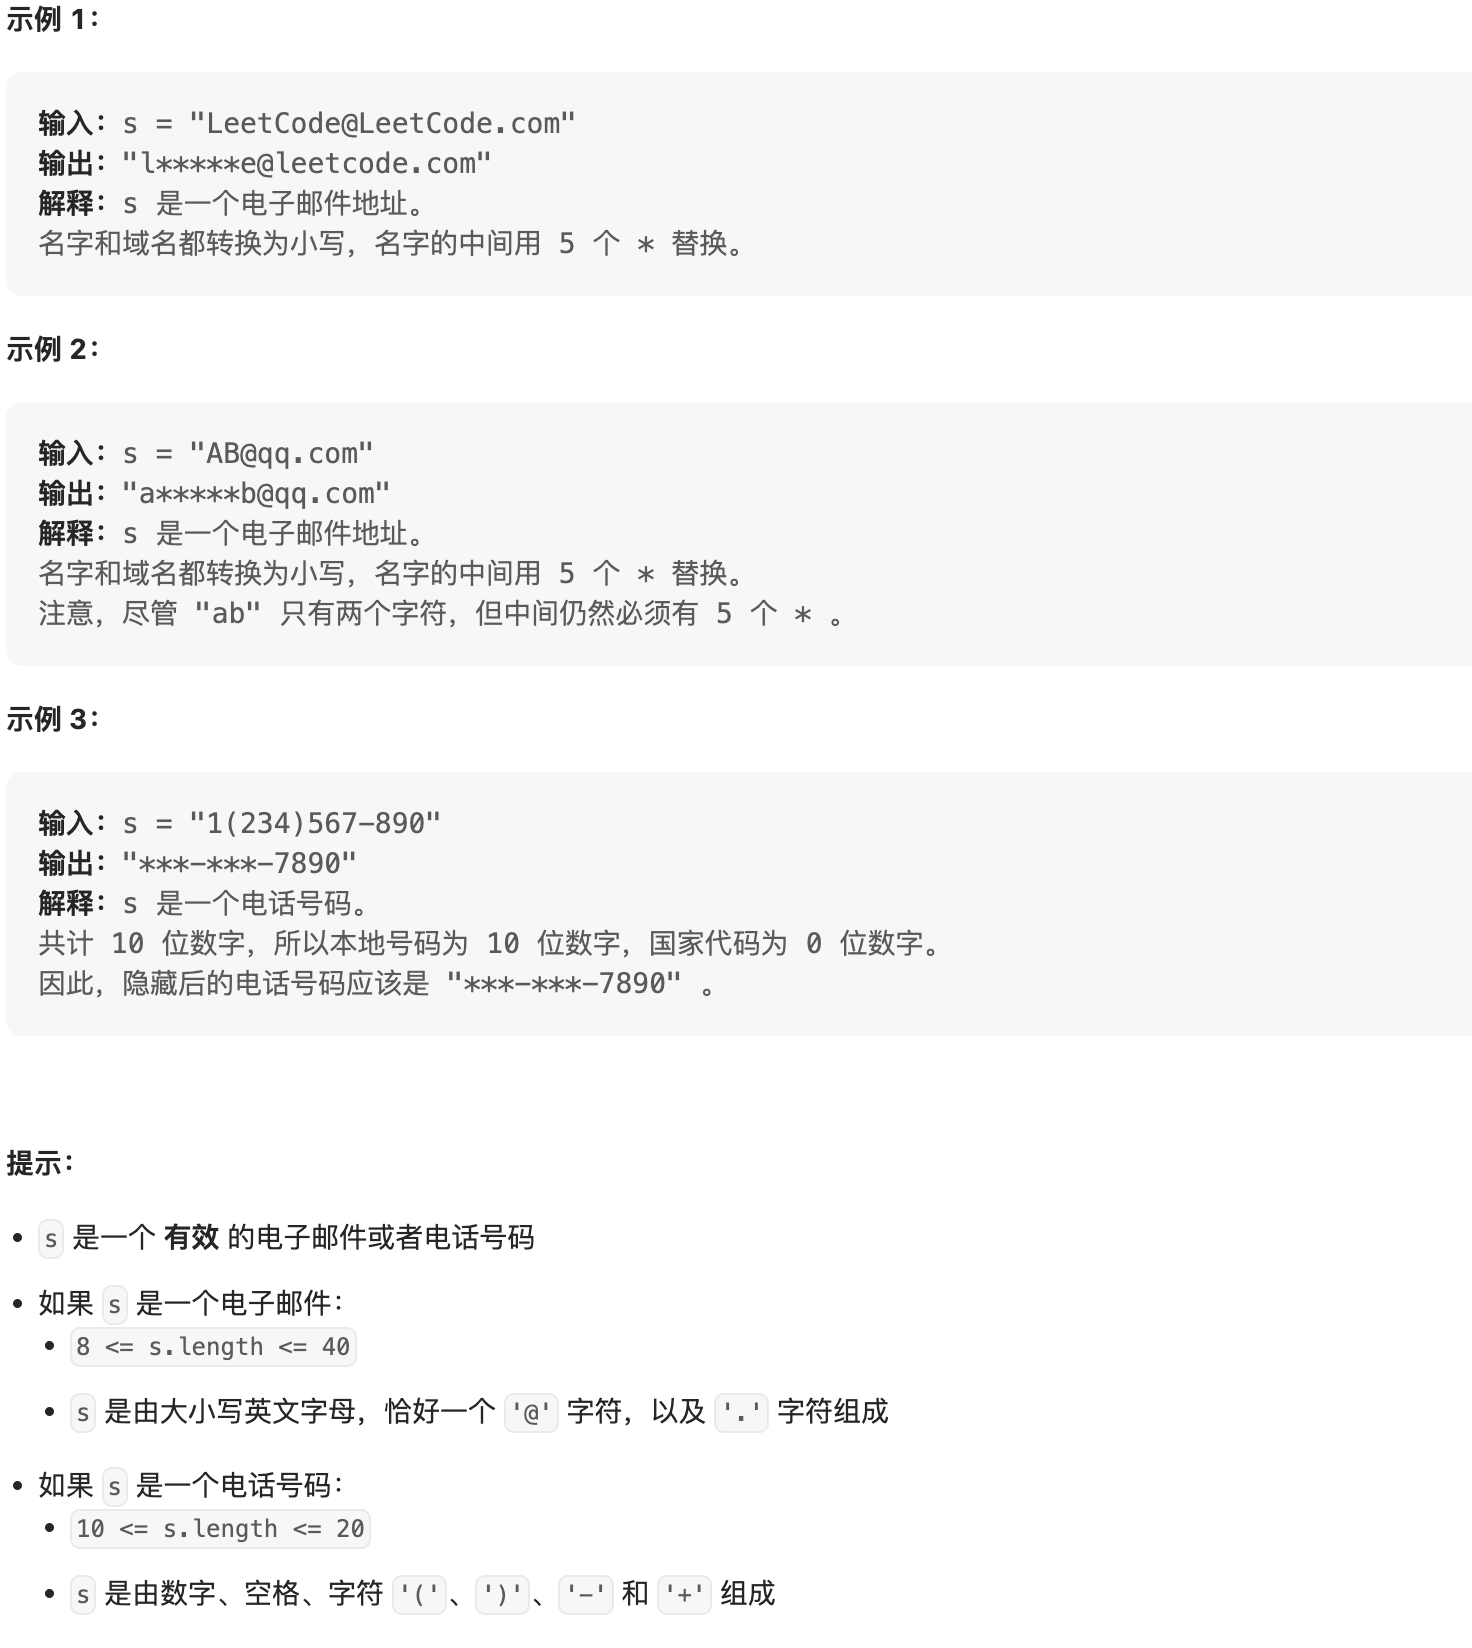 示例 1：
输入：s = "LeetCode@LeetCode.com"
输出："l*****e@leetcode.com"
解释：s 是一个电子邮件地址。
名字和域名都转换为小写，名字的中间用 5 个 * 替换。
示例 2：
输入：s = "AB@qq.com"
输出："a*****b@qq.com"
解释：s 是一个电子邮件地址。
名字和域名都转换为小写，名字的中间用 5 个 * 替换。
注意，尽管 "ab" 只有两个字符，但中间仍然必须有 5 个 * 。
示例 3：
输入：s = "1(234)567-890"
输出："***-***-7890"
解释：s 是一个电话号码。
共计 10 位数字，所以本地号码为 10 位数字，国家代码为 0 位数字。
因此，隐藏后的电话号码应该是 "***-***-7890" 。
提示：
• s 是一个 有效 的电子邮件或者电话号码
• 如果 s 是一个电子邮件：
• 8 <= s.length <= 40
• s 是由大小写英文字母，恰好一个 '@' 字符，以及 '.' 字符组成
• 如果 s 是一个电话号码：
• 10 <= s.length <= 20
• s 是由数字、空格、字符 '('、')'、'-' 和 '+' 组成